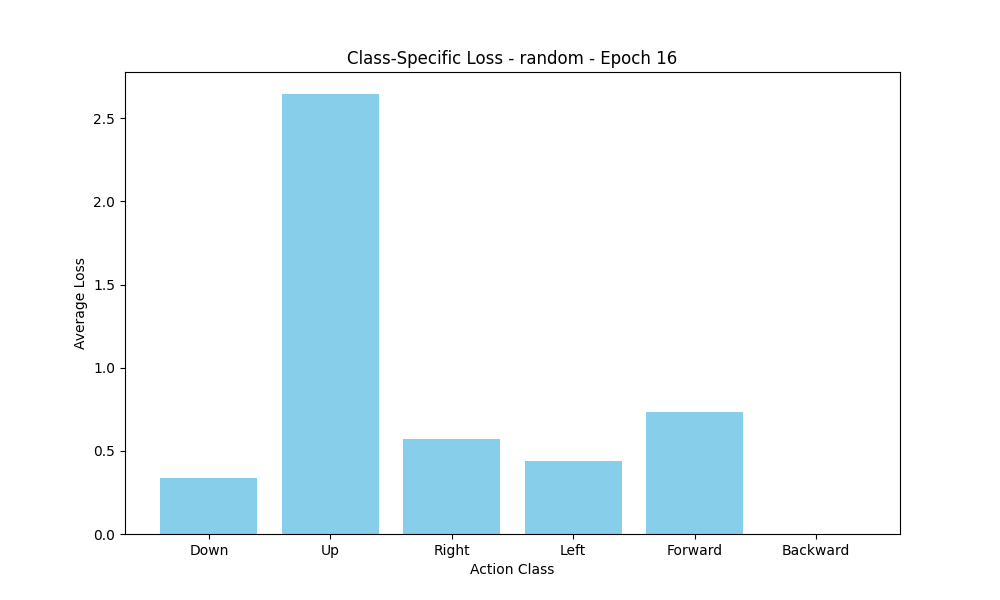 Class-Specific Loss - random - Epoch 16
Average Loss
2.5
2.0
1.5
1.0
0.5
0.0
Down Up Right Left Forward Backward
Action Class